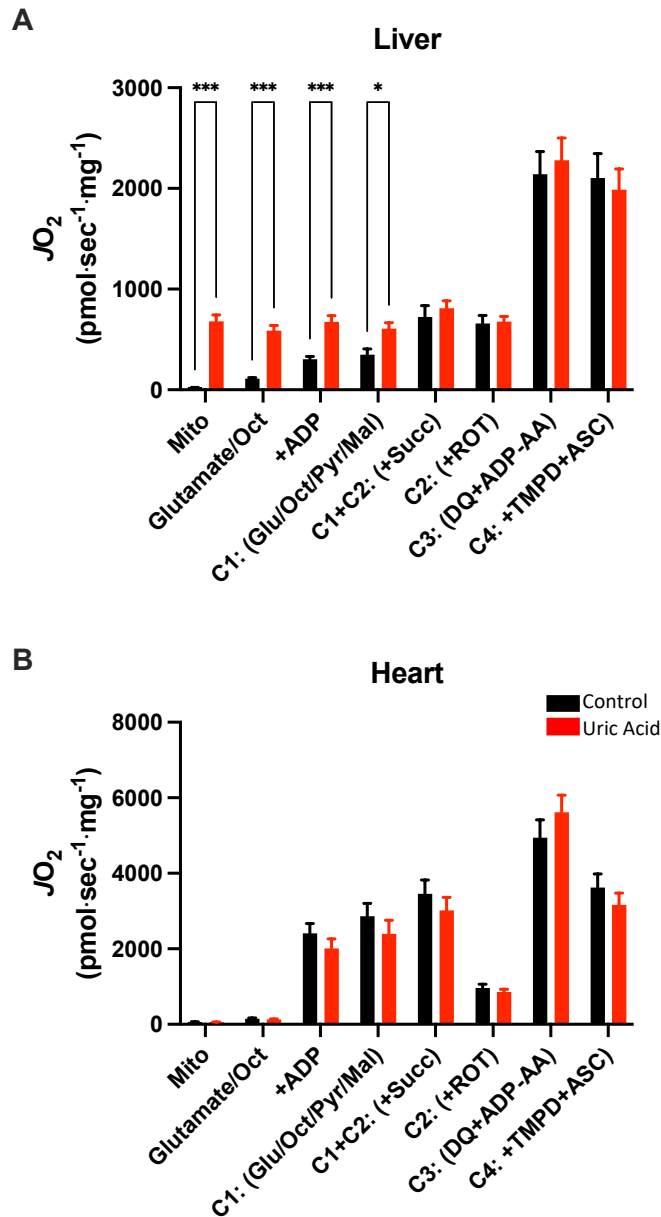 A
Liver
*** *** *** *
3000
2000
1000
0
JO2
(pmol·sec-1·mg-1)
Mito
Glutamate/Oct
+ADP
C1: (Glu/Oct/Pyr/Mal)
C1+C2: (+Succ)
C2: (+ROT)
C3: (DQ+ADP-AA)
C4: +TMPD+ASC)
B
Heart
Control
Uric Acid
8000
6000
4000
2000
0
JO2
(pmol·sec-1·mg-1)
Mito
Glutamate/Oct
+ADP
C1: (Glu/Oct/Pyr/Mal)
C1+C2: (+Succ)
C2: (+ROT)
C3: (DQ+ADP-AA)
C4: +TMPD+ASC)